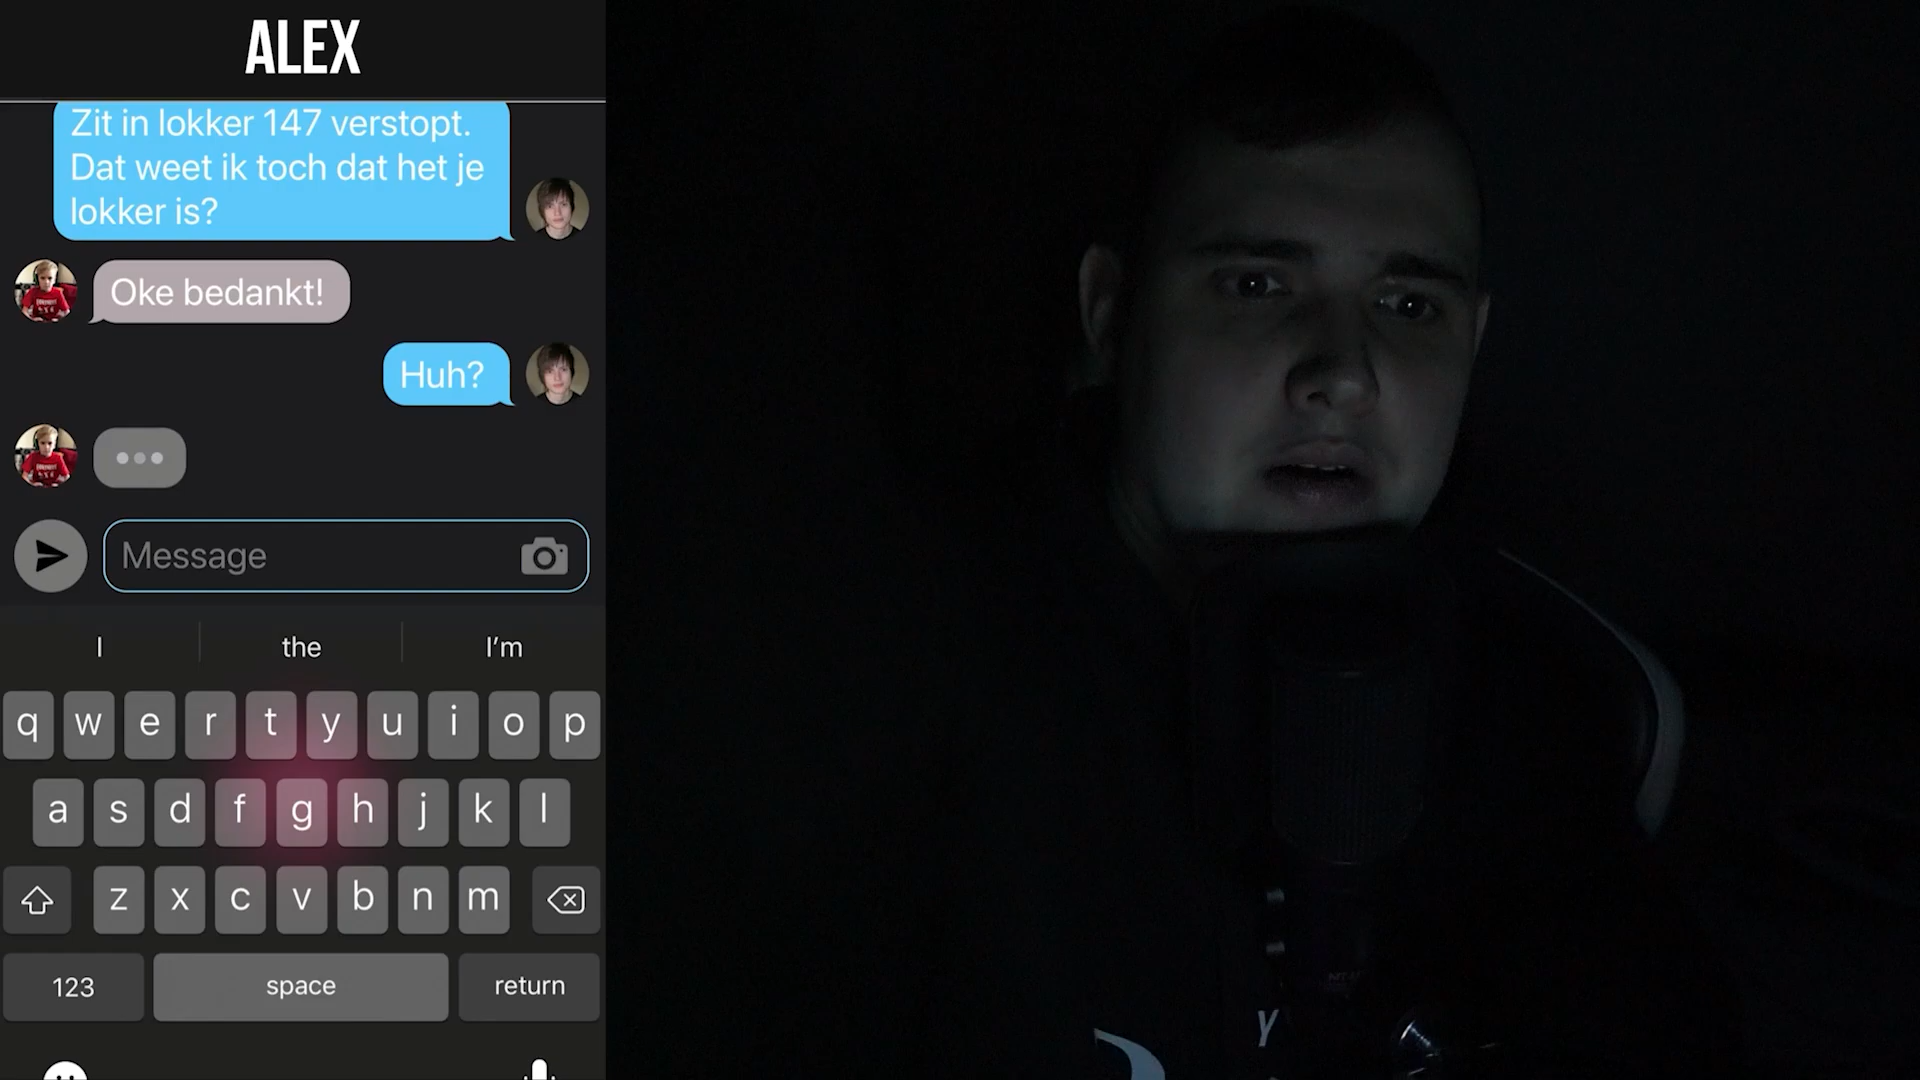 ALEX
Zit in lokker 147 verstopt.
Dat weet ik toch dat het je
lokker is?
Oke bedankt!
Huh?
Message
I the I'm
q w e r t y u i o p
a s d f g h j k l
z x c v b n m
123 space return